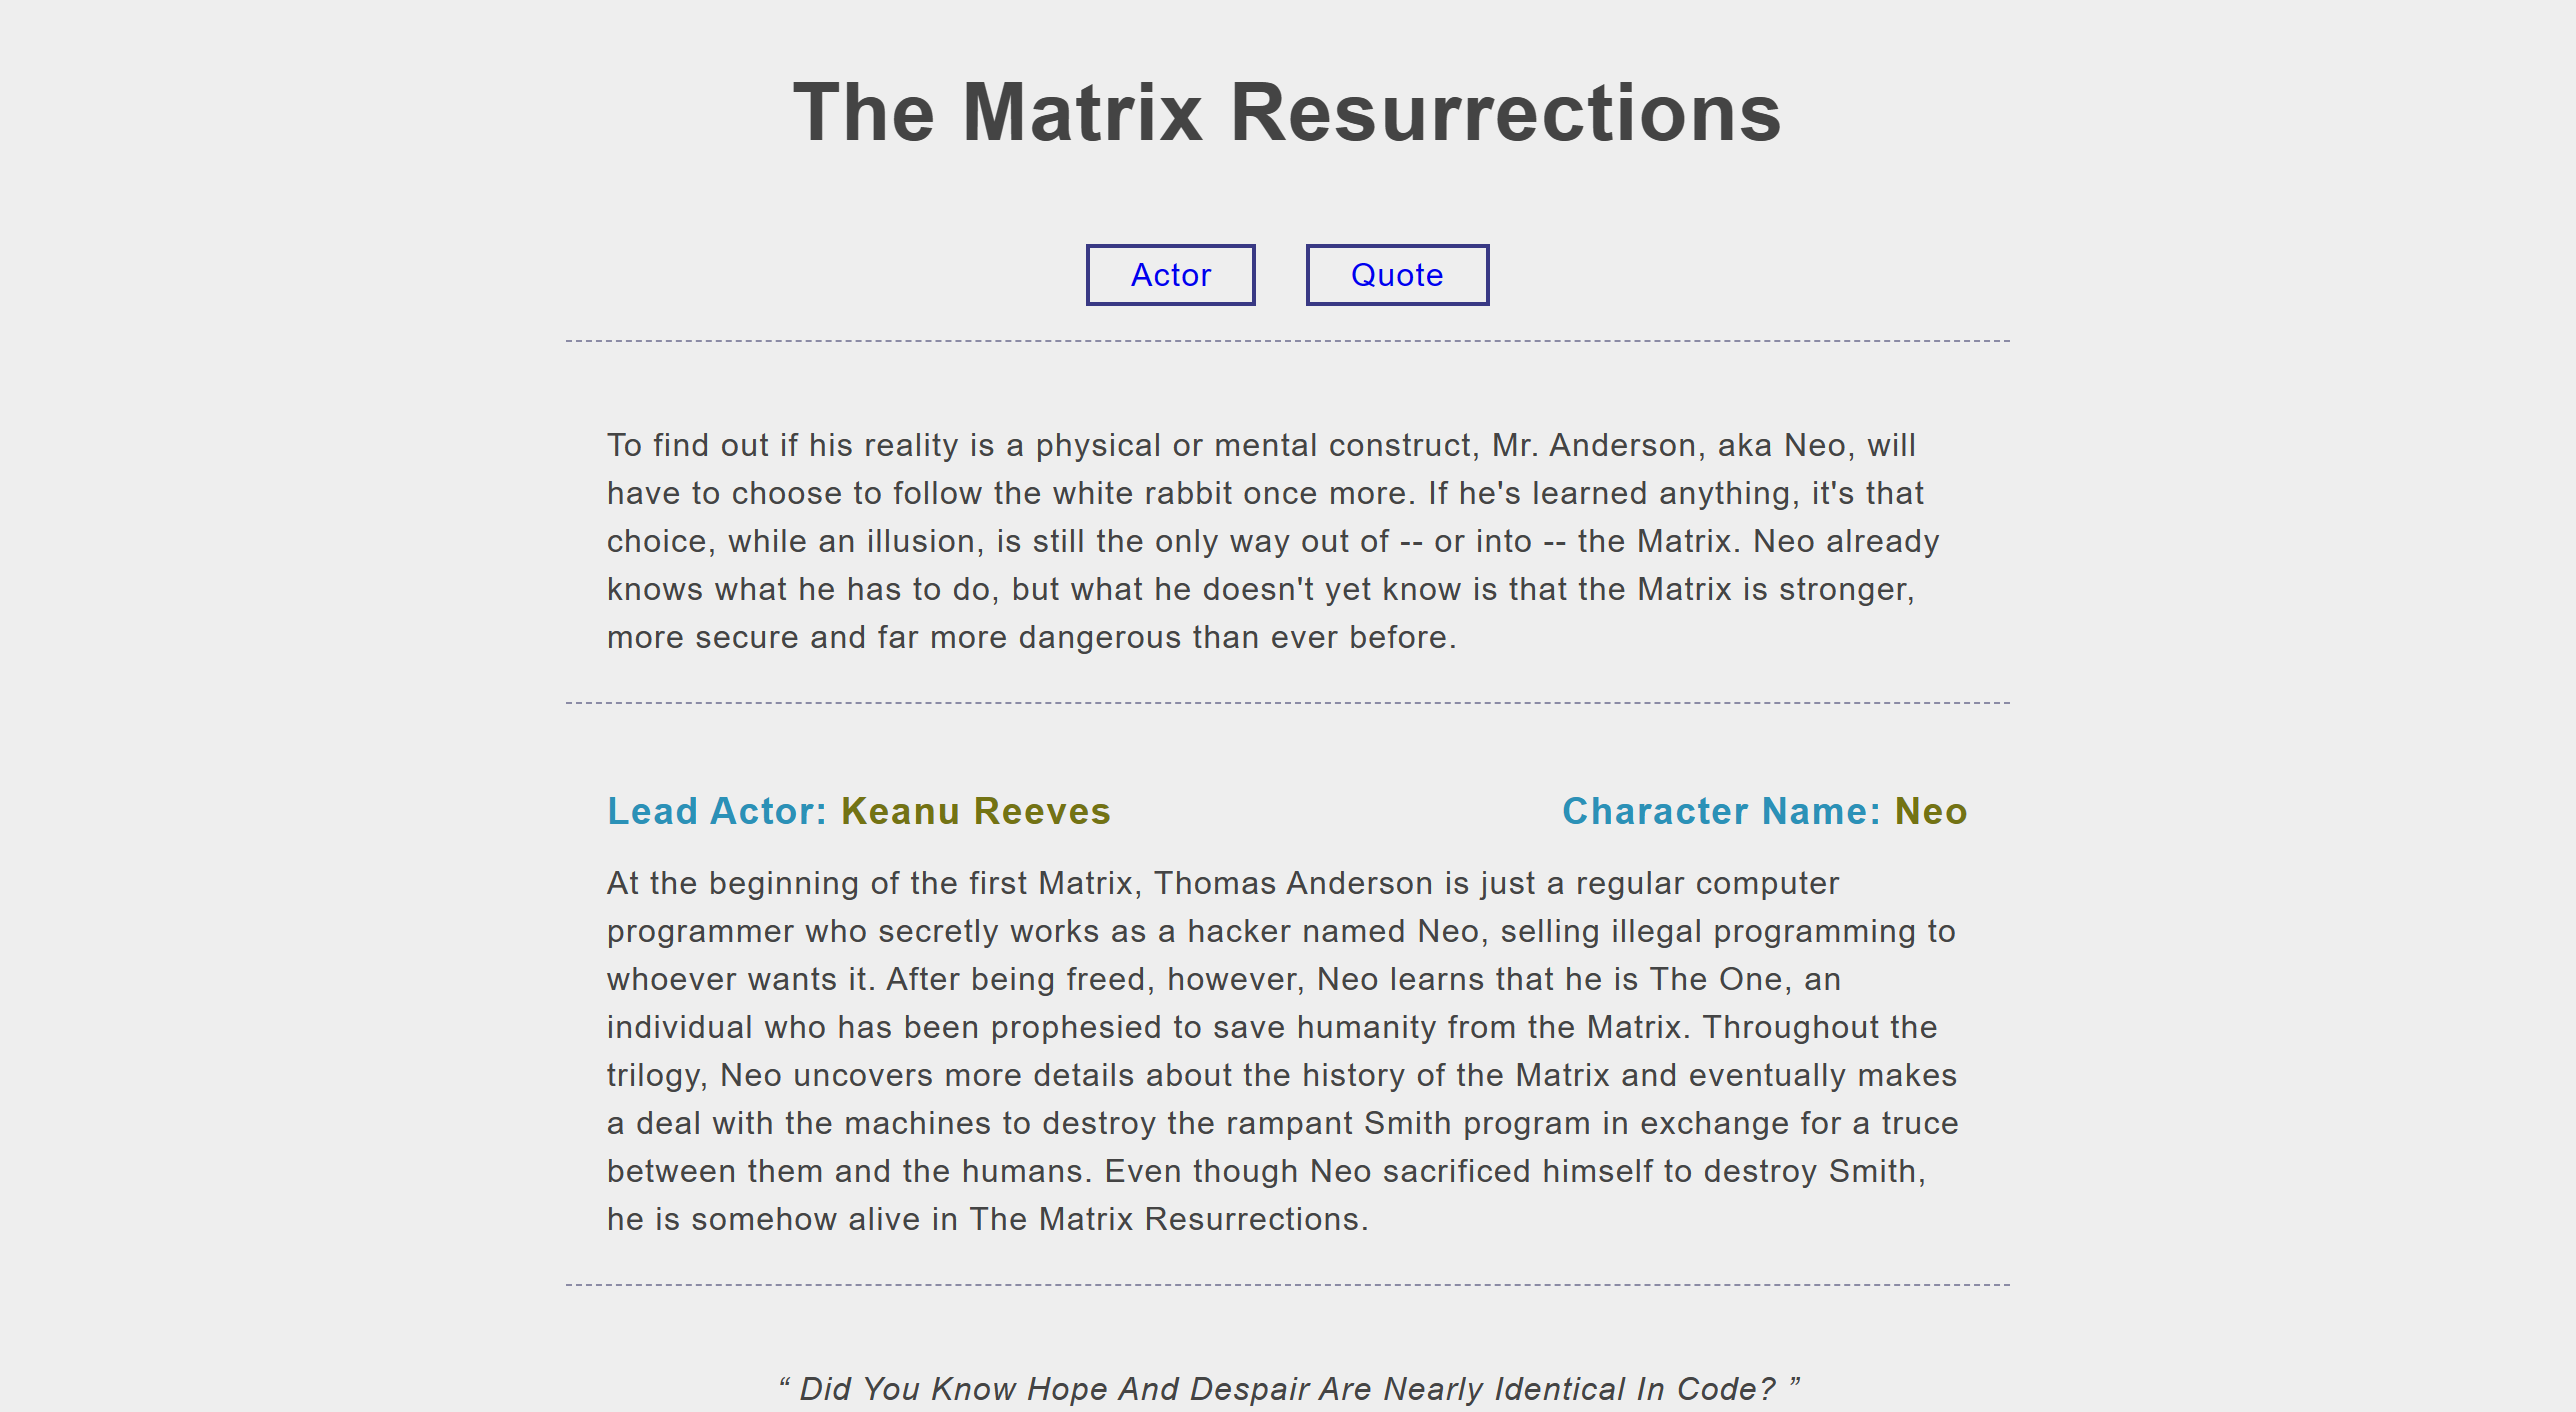 The Matrix Resurrections
Actor
Quote
To find out if his reality is a physical or mental construct, Mr. Anderson, aka Neo, will
have to choose to follow the white rabbit once more. If he's learned anything, it's that
choice, while an illusion, is still the only way out of -- or into -- the Matrix. Neo already
knows what he has to do, but what he doesn't yet know is that the Matrix is stronger,
more secure and far more dangerous than ever before.
Lead Actor: Keanu Reeves
Character Name: Neo
At the beginning of the first Matrix, Thomas Anderson is just a regular computer
programmer who secretly works as a hacker named Neo, selling illegal programming to
whoever wants it. After being freed, however, Neo learns that he is The One, an
individual who has been prophesied to save humanity from the Matrix. Throughout the
trilogy, Neo uncovers more details about the history of the Matrix and eventually makes
a deal with the machines to destroy the rampant Smith program in exchange for a truce
between them and the humans. Even though Neo sacrificed himself to destroy Smith,
he is somehow alive in The Matrix Resurrections.
“ Did You Know Hope And Despair Are Nearly Identical In Code? ”